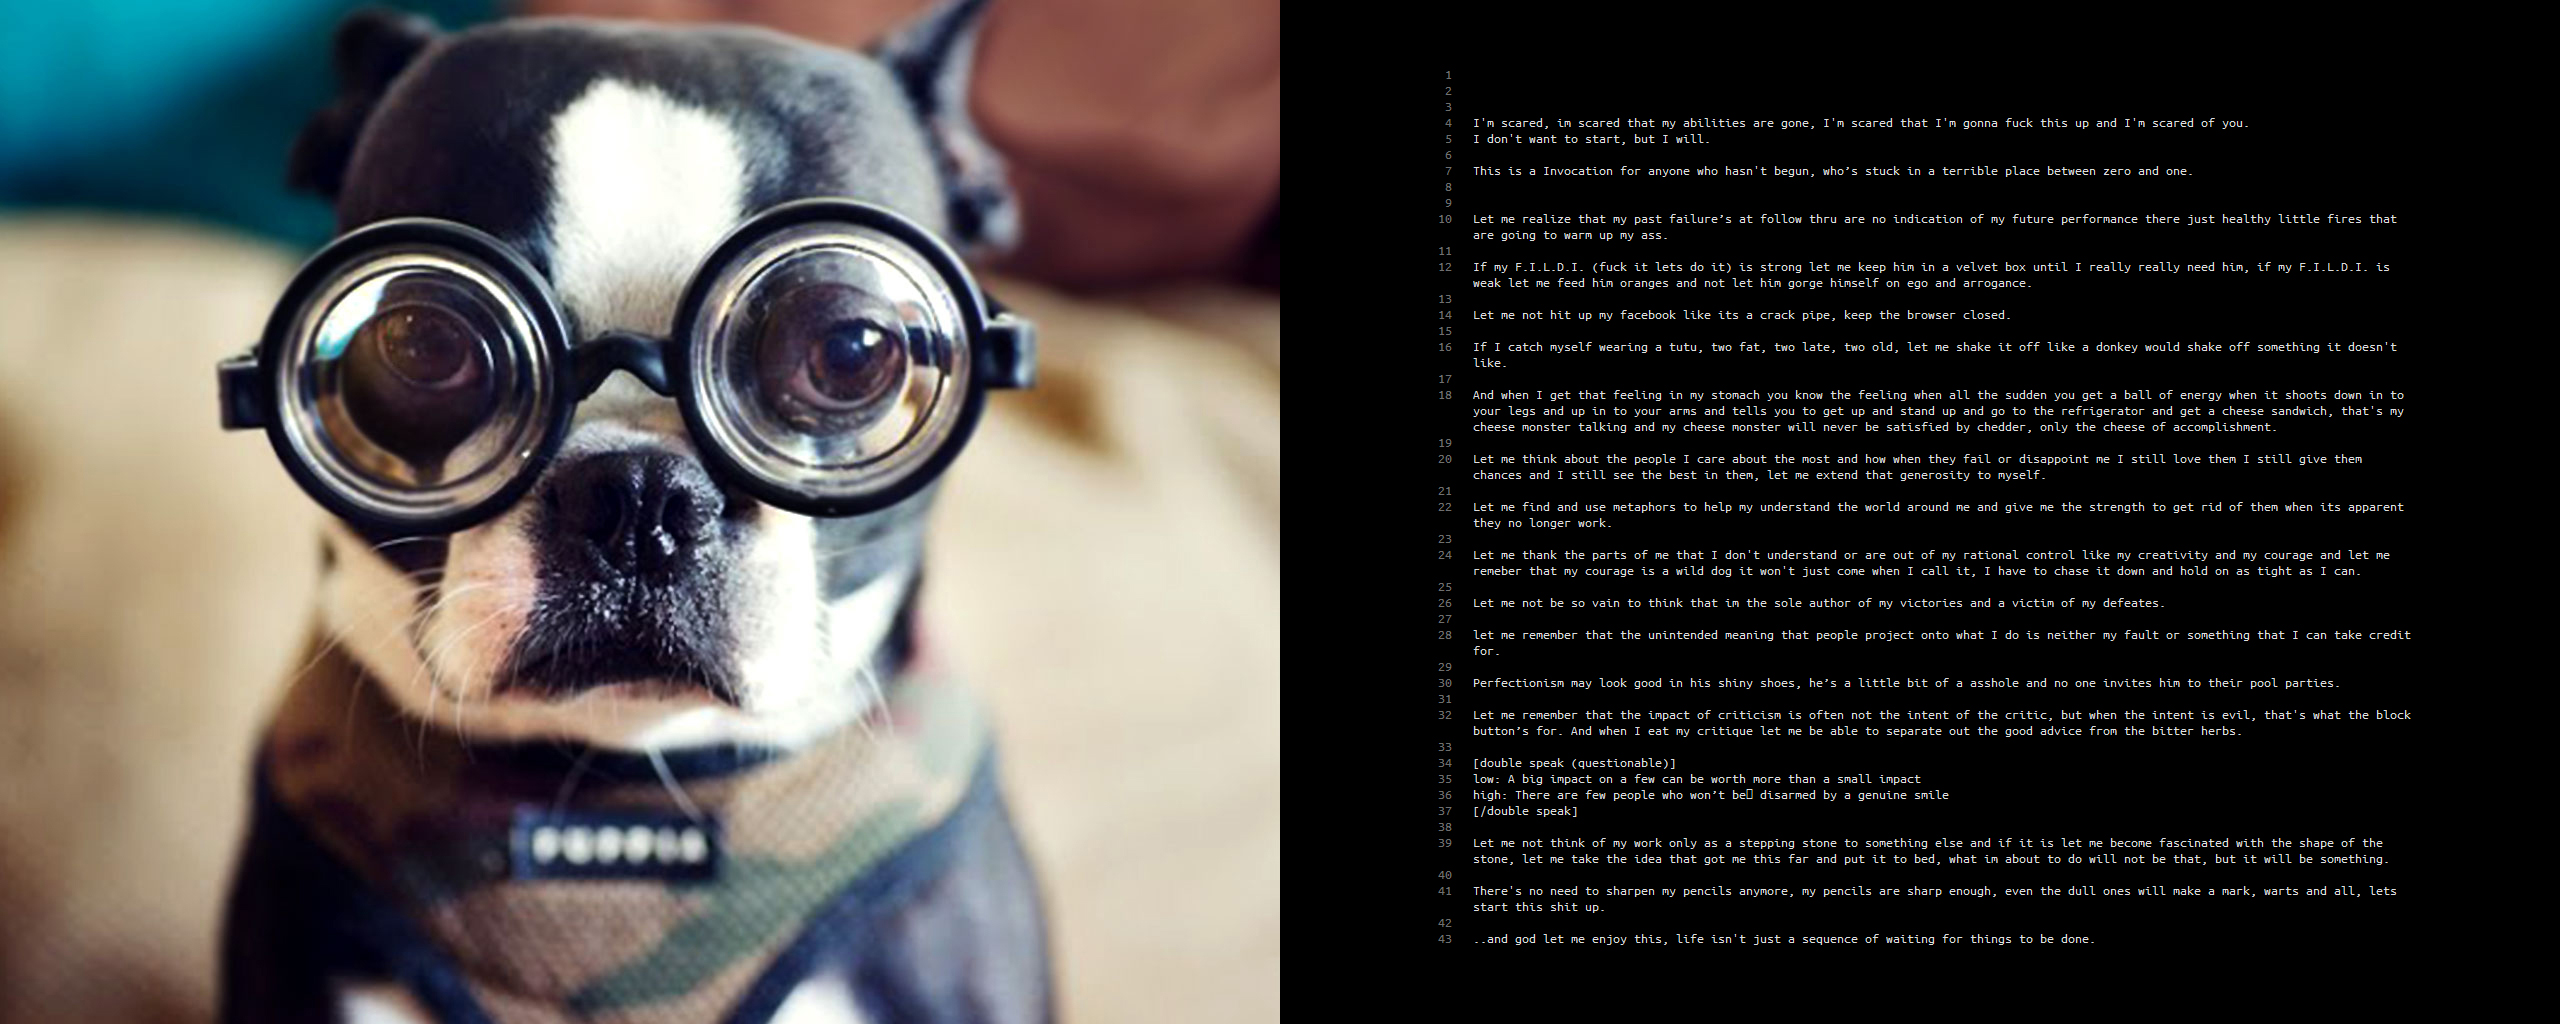 1
2
3
4 I'm scared, im scared that my abilities are gone, I'm scared that I'm gonna fuck this up and I'm scared of you.
5 I don't want to start, but I will.
6
7 This is a Invocation for anyone who hasn't begun, who’s stuck in a terrible place between zero and one.
8
9
10 Let me realize that my past failure’s at follow thru are no indication of my future performance there just healthy little fires that
are going to warm up my ass.
11
12 If my F.I.L.D.I. (fuck it lets do it) is strong let me keep him in a velvet box until I really really need him, if my F.I.L.D.I. is
weak let me feed him oranges and not let him gorge himself on ego and arrogance.
13
14 Let me not hit up my facebook like its a crack pipe, keep the browser closed.
15
16 If I catch myself wearing a tutu, two fat, two late, two old, let me shake it off like a donkey would shake off something it doesn't
like.
17
18 And when I get that feeling in my stomach you know the feeling when all the sudden you get a ball of energy when it shoots down in to
your legs and up in to your arms and tells you to get up and stand up and go to the refrigerator and get a cheese sandwich, that's my
cheese monster talking and my cheese monster will never be satisfied by chedder, only the cheese of accomplishment.
19
20 Let me think about the people I care about the most and how when they fail or disappoint me I still love them I still give them
chances and I still see the best in them, let me extend that generosity to myself.
21
22 Let me find and use metaphors to help my understand the world around me and give me the strength to get rid of them when its apparent
they no longer work.
23
24 Let me thank the parts of me that I don't understand or are out of my rational control like my creativity and my courage and let me
remeber that my courage is a wild dog it won't just come when I call it, I have to chase it down and hold on as tight as I can.
25
26 Let me not be so vain to think that im the sole author of my victories and a victim of my defeates.
27
28 let me remember that the unintended meaning that people project onto what I do is neither my fault or something that I can take credit
for.
29
30 Perfectionism may look good in his shiny shoes, he’s a little bit of a asshole and no one invites him to their pool parties.
31
32 Let me remember that the impact of criticism is often not the intent of the critic, but when the intent is evil, that's what the block
button’s for. And when I eat my critique let me be able to separate out the good advice from the bitter herbs.
33
34 [double speak (questionable)]
35 low: A big impact on a few can be worth more than a small impact
36 high: There are few people who won’t be disarmed by a genuine smile
37 [/double speak]
38
39 Let me not think of my work only as a stepping stone to something else and if it is let me become fascinated with the shape of the
stone, let me take the idea that got me this far and put it to bed, what im about to do will not be that, but it will be something.
40
41 There's no need to sharpen my pencils anymore, my pencils are sharp enough, even the dull ones will make a mark, warts and all, lets
start this shit up.
42
43 ..and god let me enjoy this, life isn't just a sequence of waiting for things to be done.